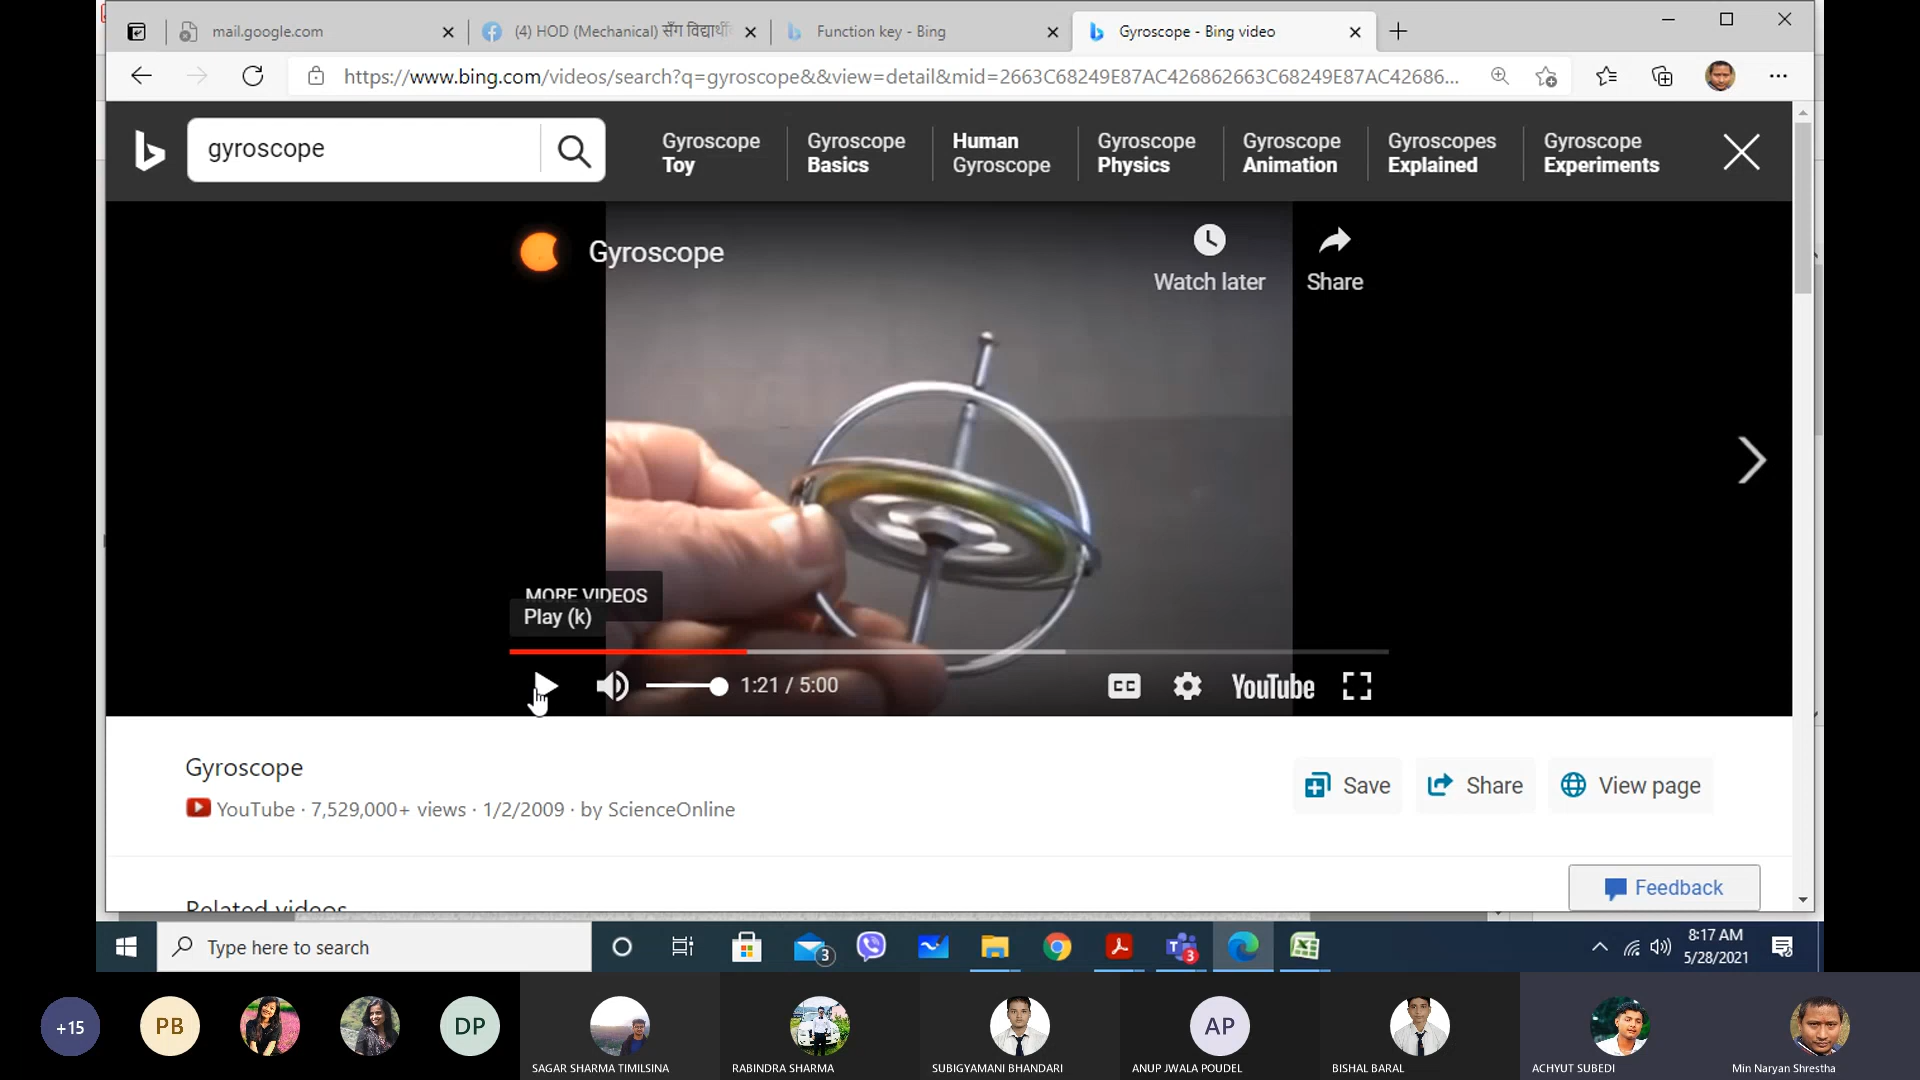 mail.google.com
(4) HOD (Mechanical) सँग विद्यार्थी
Function key - Bing
Gyroscope - Bing video
https://www.bing.com/videos/search?q=gyroscope&&view=detail&mid=2663C68249E87AC426862663C68249E87AC42686...
gyroscope
Gyroscope Toy
Gyroscope Basics
Human Gyroscope
Gyroscope Physics
Gyroscope Animation
Gyroscopes Explained
Gyroscope Experiments
Gyroscope
Watch later
Share
MORE VIDEOS
Play (k)
1:21 / 5:00
CC
YouTube
Gyroscope
YouTube · 7,529,000+ views · 1/2/2009 · by ScienceOnline
Save
Share
View page
Related videos
Feedback
Type here to search
3
3
8:17 AM
5/28/2021
+15
PB
DP
AP
SAGAR SHARMA TIMILSINA
RABINDRA SHARMA
SUBIGYAMANI BHANDARI
ANUP JWALA POUDEL
BISHAL BARAL
ACHYUT SUBEDI
Min Naryan Shrestha